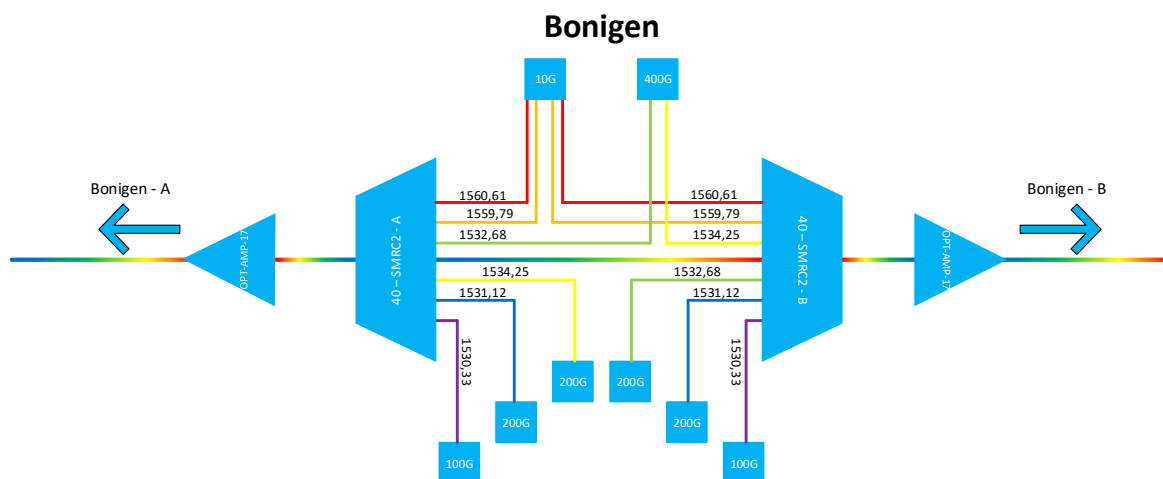 Bonigen
10G
400G
Bonigen - A
Bonigen - B
1560,61
1560,61
1559,79
1559,79
1532,68
1534,25
OPT-AMP-17
40 – SMRC2 - A
40 – SMRC2 - B
OPT-AMP-17
1534,25
1532,68
1531,12
1531,12
1530,33
1530,33
200G
200G
200G
200G
100G
100G